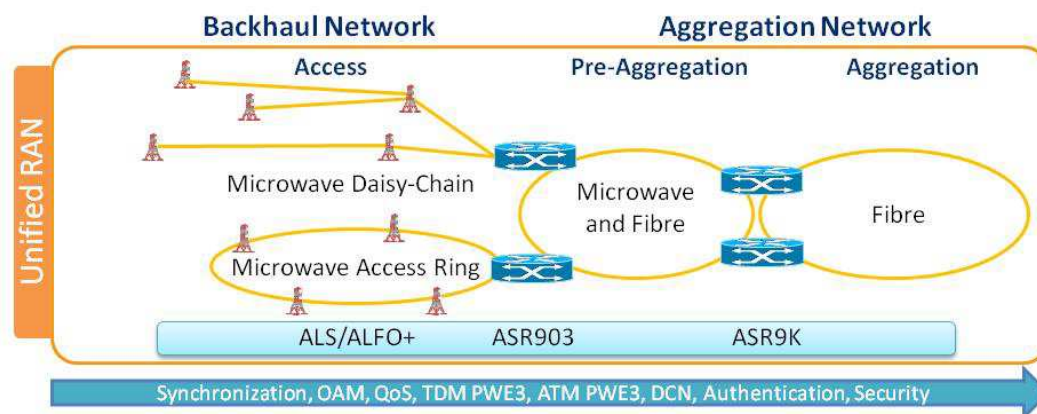 Backhaul Network
Aggregation Network
Access
Pre-Aggregation
Aggregation
Unified RAN
Microwave Daisy-Chain
Microwave
and Fibre
Fibre
Microwave Access Ring
ALS/ALFO+
ASR903
ASR9K
Synchronization, OAM, QoS, TDM PWE3, ATM PWE3, DCN, Authentication, Security